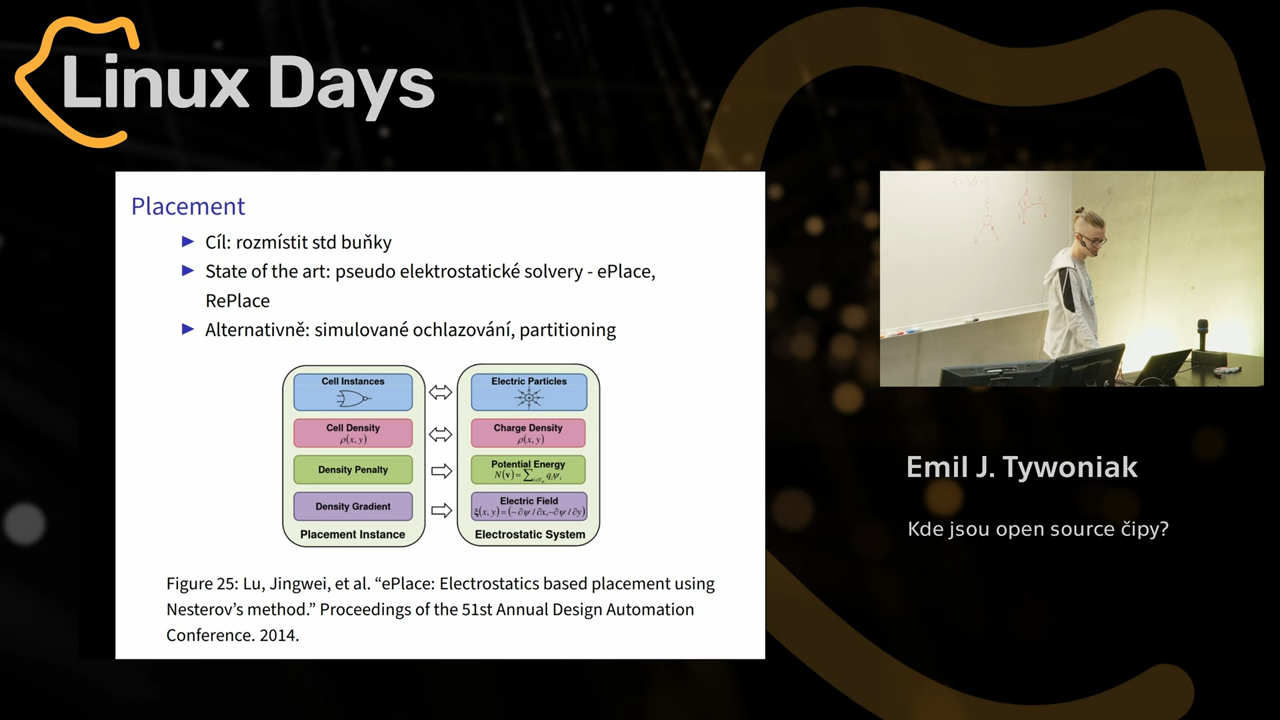 Linux Days
Placement
Cíl: rozmístit std buňky
State of the art: pseudo elektrostatické solvery - ePlace,
RePlace
Alternativně: simulované ochlazování, partitioning
Cell Instances
Cell Density
ρ(x, y)
Density Penalty
Density Gradient
Placement Instance
Electric Particles
Charge Density
ρ(x, y)
Potential Energy
Electric Field
ξ(x, y) = (−∂ψ / ∂x, −∂ψ / ∂y)
Electrostatic System
Figure 25: Lu, Jingwei, et al. “ePlace: Electrostatics based placement using
Nesterov’s method.” Proceedings of the 51st Annual Design Automation
Conference. 2014.
Emil J. Tywoniak
Kde jsou open source čipy?